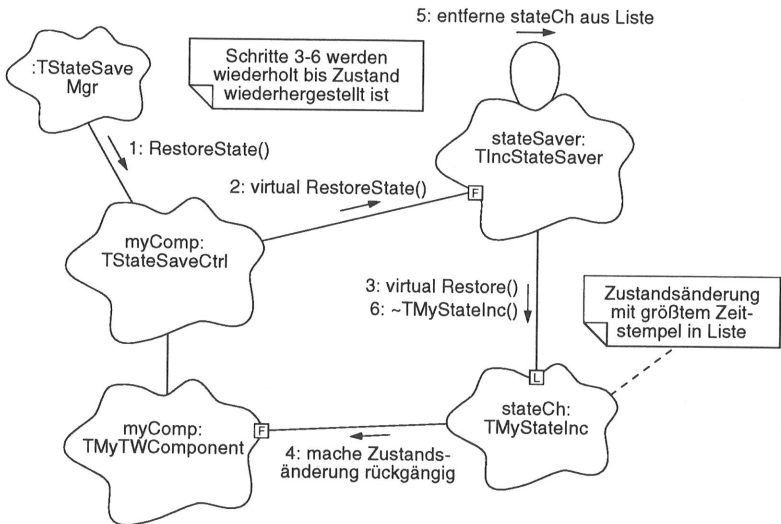 5: entferne stateCh aus Liste
:TStateSave
Mgr
Schritte 3-6 werden
wiederholt bis Zustand
wiederhergestellt ist
stateSaver:
TIncStateSaver
1: RestoreState()
2: virtual RestoreState()
F
myComp:
TStateSaveCtrl
3: virtual Restore()
6: ~TMyStateInc()
Zustandsänderung
mit größtem Zeit-
stempel in Liste
L
stateCh:
TMyStateInc
myComp:
TMyTWComponent
F
4: mache Zustands-
änderung rückgängig